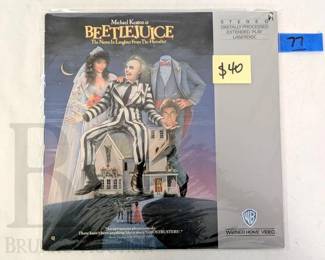 Michael Keaton is
BEETLEJUICE
The Name In Laughter From The Hereafter
STEREO
DIGITALLY PROCESSED
EXTENDED PLAY
LASERDISC
$40
77
WARNER HOME VIDEO